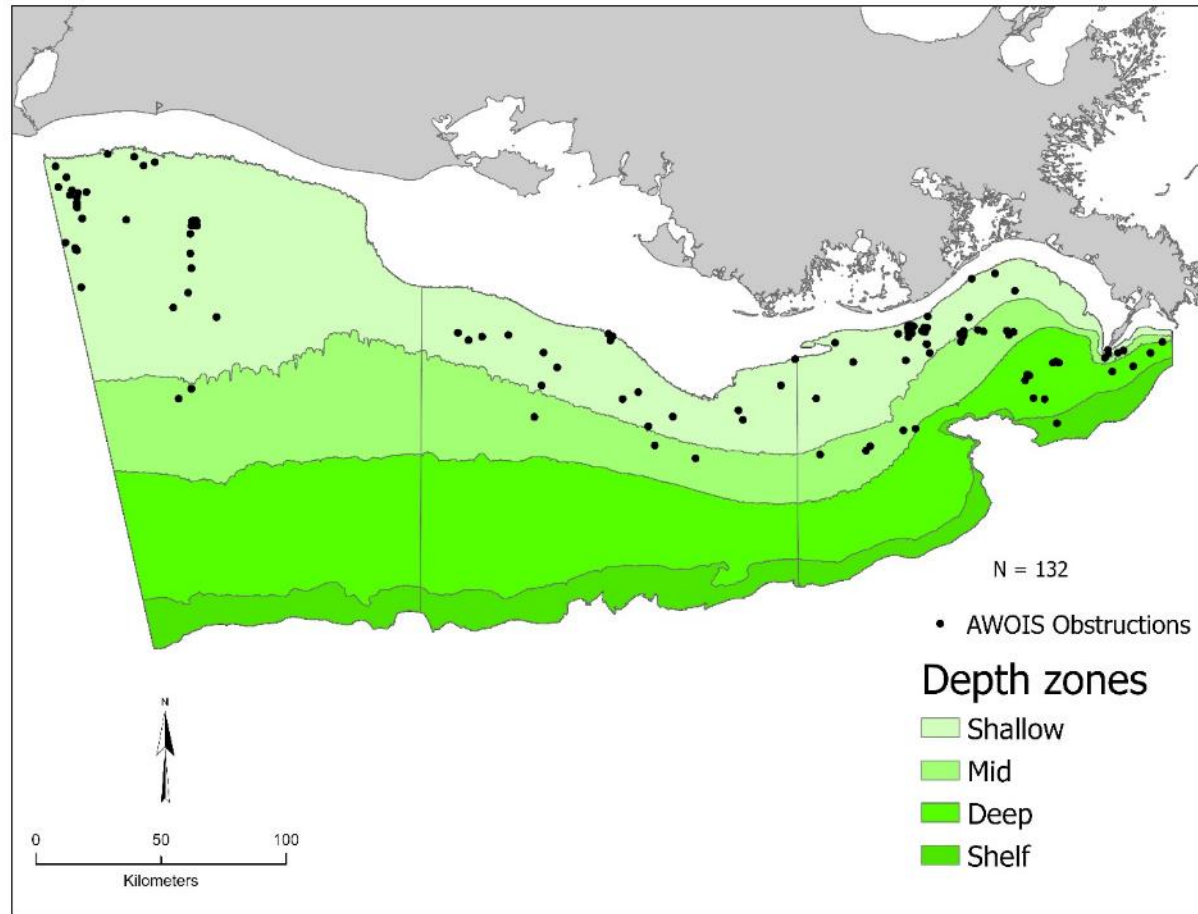 N = 132
AWOIS Obstructions
Depth zones
Shallow
Mid
Deep
Shelf
N
0 50 100
Kilometers